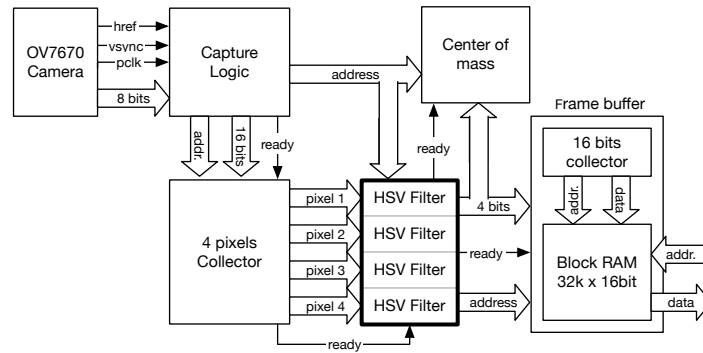 OV7670
Camera
href
vsync
pclk
8 bits
Capture
Logic
address
Center of
mass
addr.
16 bits
ready
ready
Frame buffer
16 bits
collector
addr.
data
4 pixels
Collector
pixel 1
pixel 2
pixel 3
pixel 4
HSV Filter
HSV Filter
HSV Filter
HSV Filter
4 bits
ready
address
Block RAM
32k x 16bit
addr.
data
ready